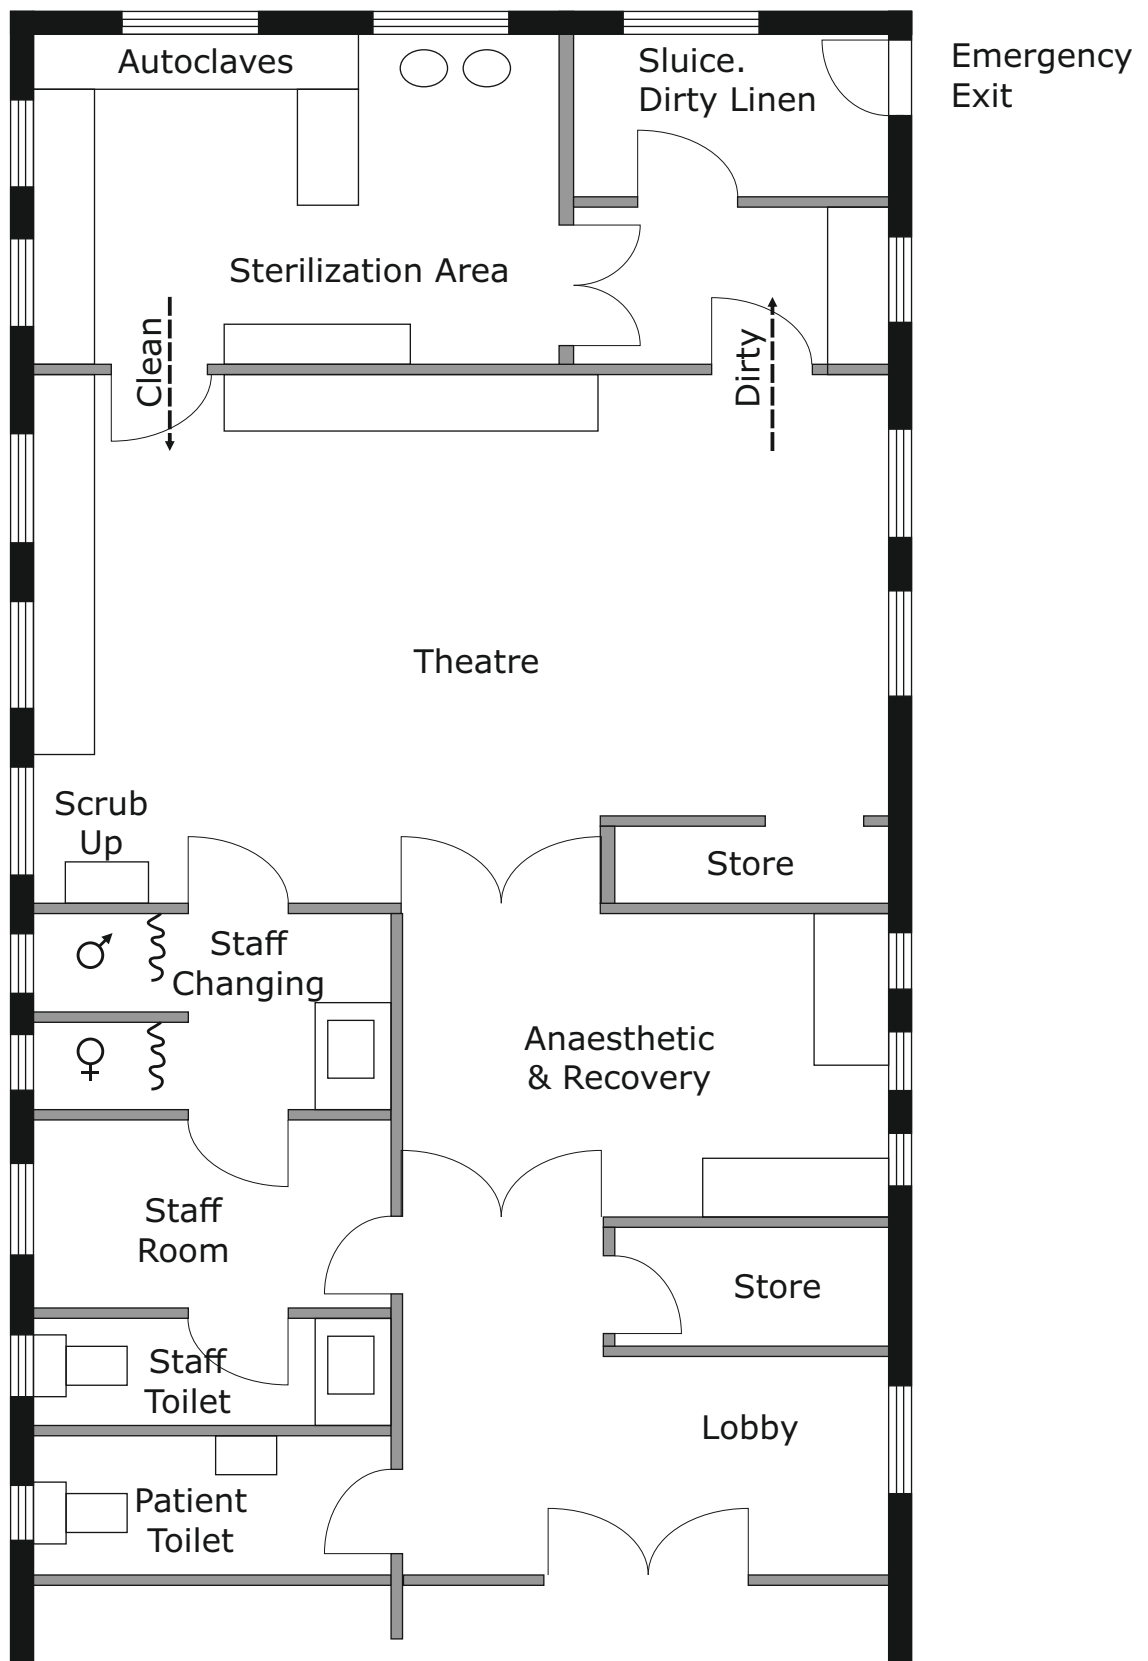 Autoclaves
Sluice.
Dirty Linen
Emergency
Exit
Sterilization Area
Clean
Dirty
Theatre
Scrub
Up
Store
Staff
Changing
Anaesthetic
& Recovery
Staff
Room
Store
Staff
Toilet
Lobby
Patient
Toilet